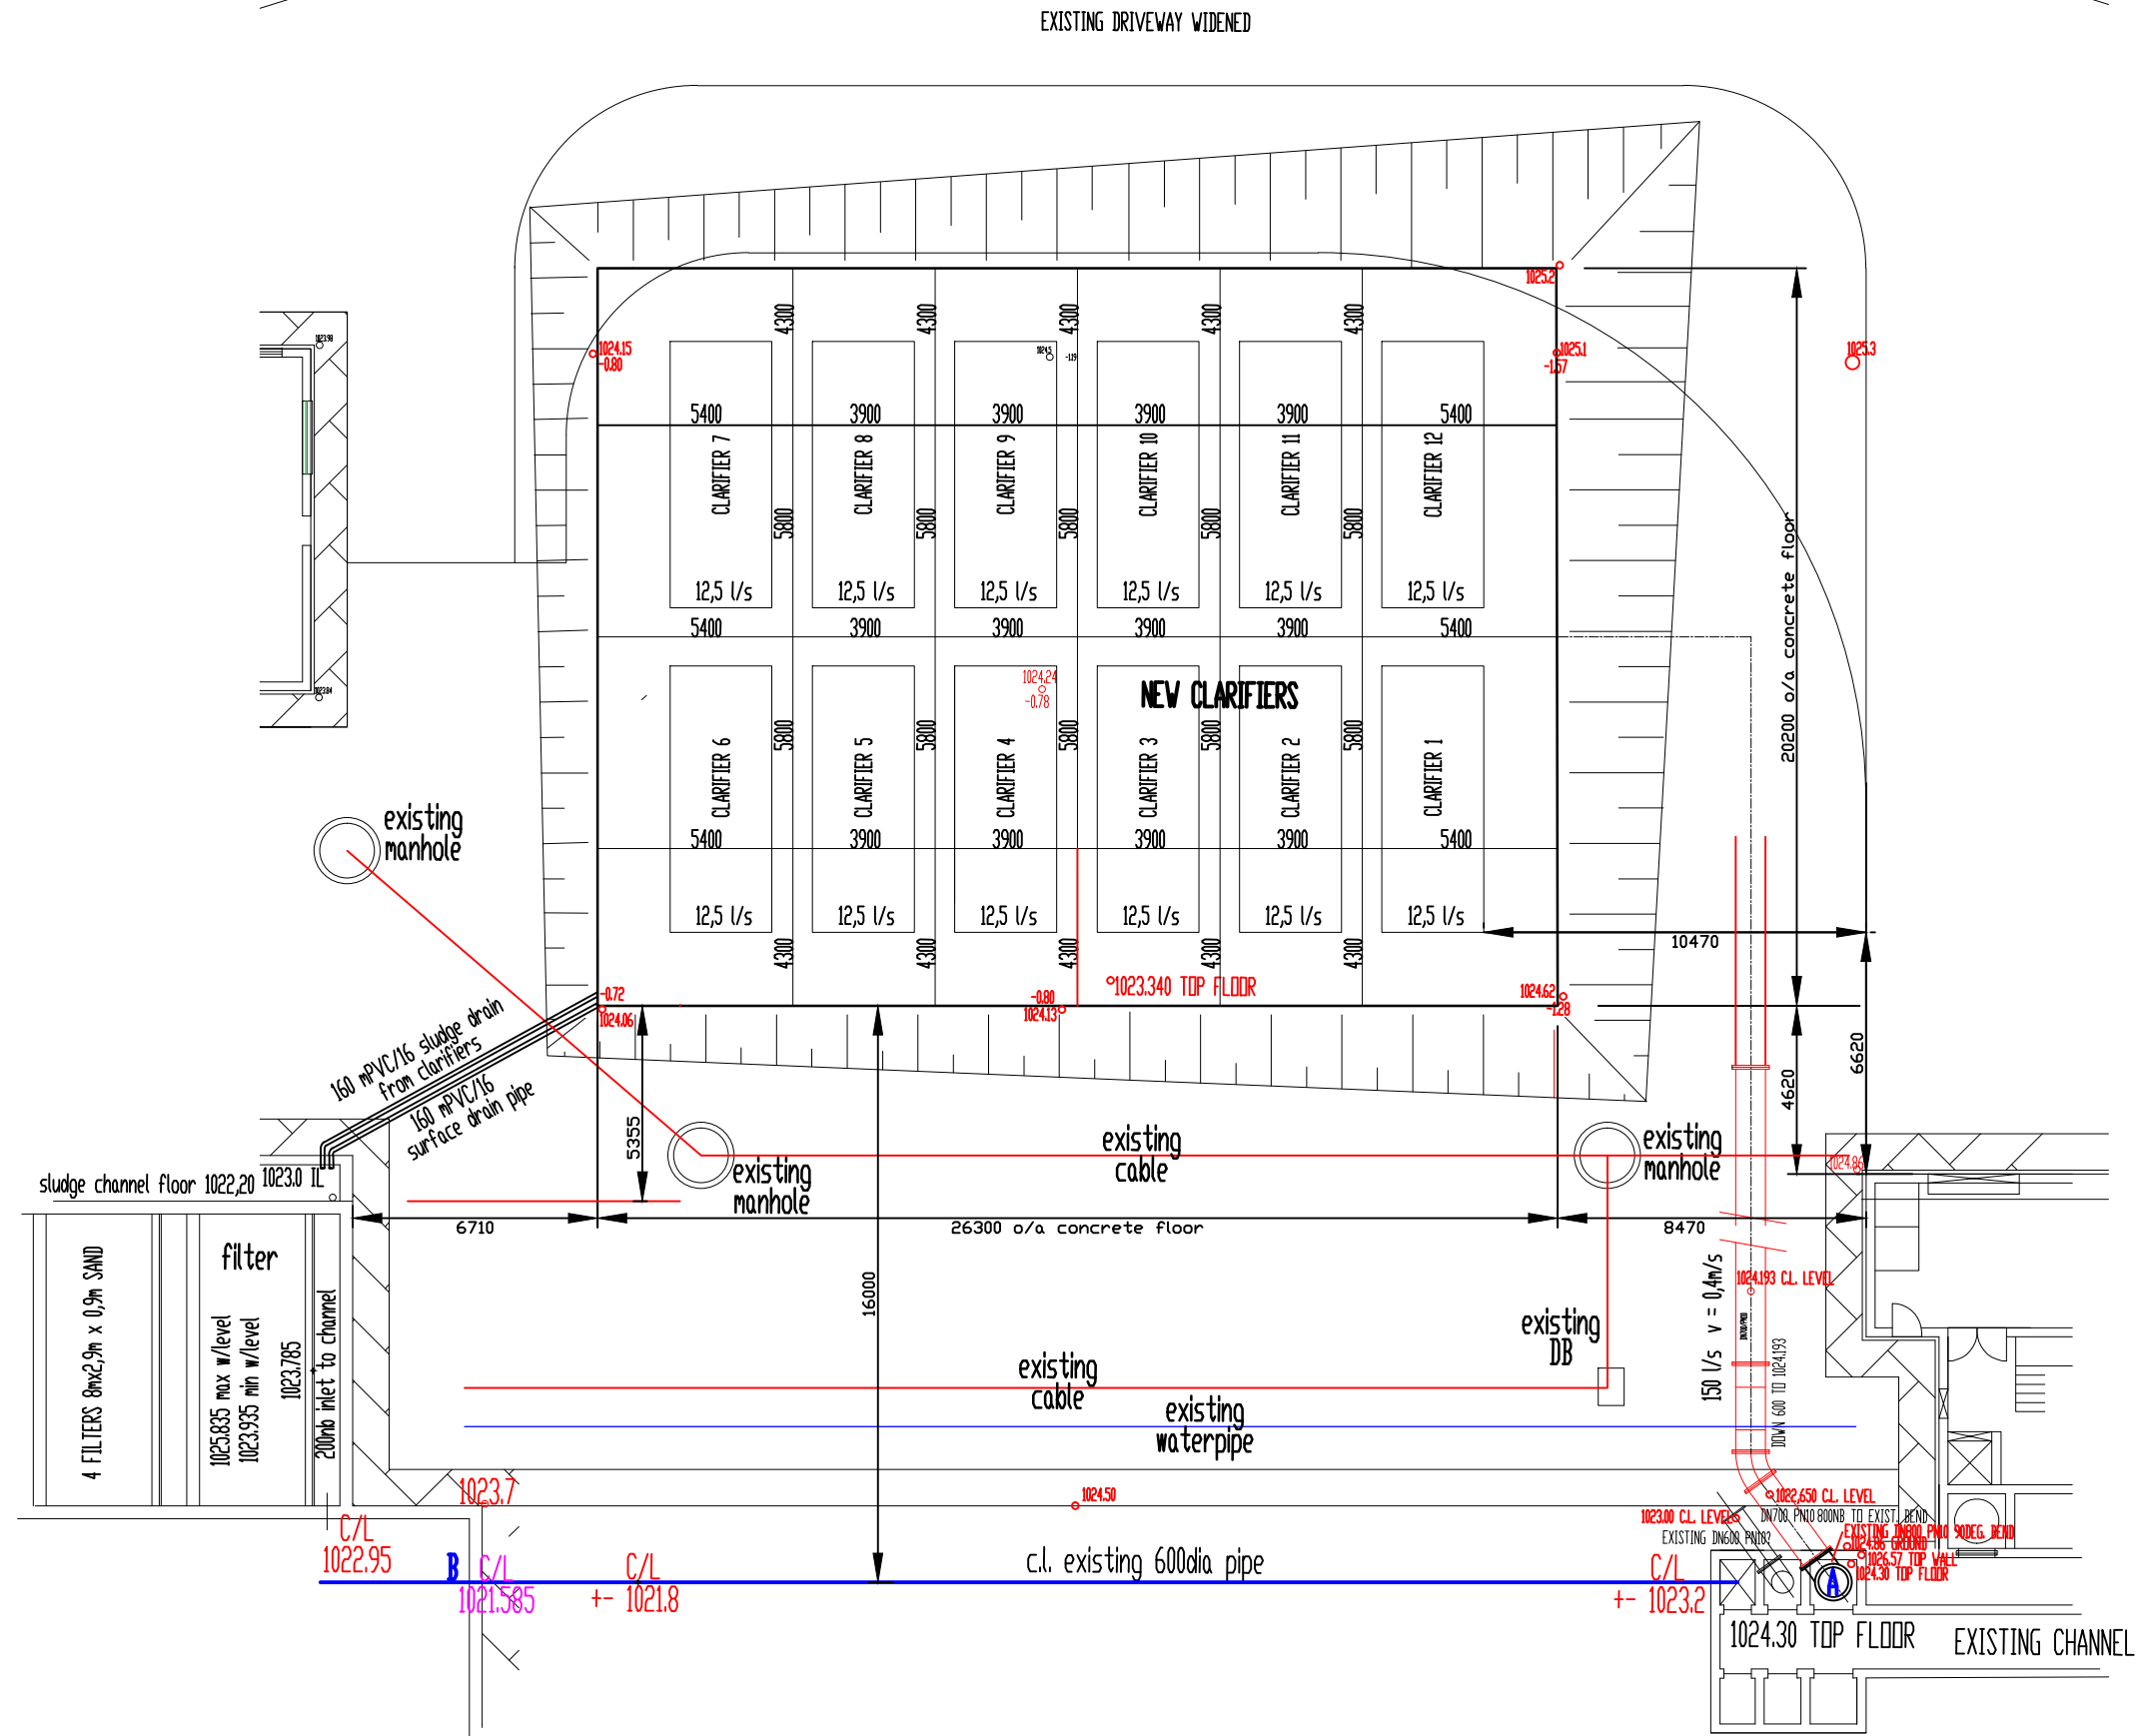 EXISTING DRIVEWAY WIDENED
1025.2
1023.98
4300 4300 4300 4300 4300
1024.15
-0.80
1024.5 -1.19
1025.1
-1.57
1025.3
5400 3900 3900 3900 3900 5400
CLARIFIER 7
CLARIFIER 8
CLARIFIER 9
CLARIFIER 10
CLARIFIER 11
CLARIFIER 12
5800 5800 5800 5800 5800
12,5 l/s 12,5 l/s 12,5 l/s 12,5 l/s 12,5 l/s 12,5 l/s
5400 3900 3900 3900 3900 5400
20200 o/a concrete floor
1023.84
1024.24
-0.78
NEW CLARIFIERS
5800 5800 5800 5800 5800
CLARIFIER 6
CLARIFIER 5
CLARIFIER 4
CLARIFIER 3
CLARIFIER 2
CLARIFIER 1
existing
manhole
5400 3900 3900 3900 3900 5400
12,5 l/s 12,5 l/s 12,5 l/s 12,5 l/s 12,5 l/s 12,5 l/s
10470
4300 4300 4300 4300 4300
-0.72
1024.06
-0.80
1024.13
1023.340 TOP FLOOR
1024.62
-1.28
160 mPVC/16 sludge drain
from clarifiers
160 mPVC/16
surface drain pipe
5355
4620
6620
existing
cable
existing
manhole
existing
manhole
1024.86
sludge channel floor 1022,20
1023.0 IL
6710
26300 o/a concrete floor
8470
filter
4 FILTERS 8mx2,9m x 0,9m SAND
1025.835 max w/level
1023.935 min w/level
1023.785
200nb inlet to channel
16000
150 l/s v = 0,4m/s
1024.193 C.L. LEVEL
DOWN 600 TO 1024.193
existing
DB
existing
cable
existing
waterpipe
1023.7
1024.50
1022,650 C.L. LEVEL
1023.00 C.L. LEVEL
DN700 PN10 800NB TO EXIST. BEND
EXISTING DN600 PN10?
EXISTING DN800 PN10 90DEG. BEND
1024.86 GROUND
1026.57 TOP WALL
1024.30 TOP FLOOR
C/L
1022.95
B
C/L
1021.585
C/L
+- 1021.8
c.l. existing 600dia pipe
C/L
+- 1023.2
A
1024.30 TOP FLOOR
EXISTING CHANNEL